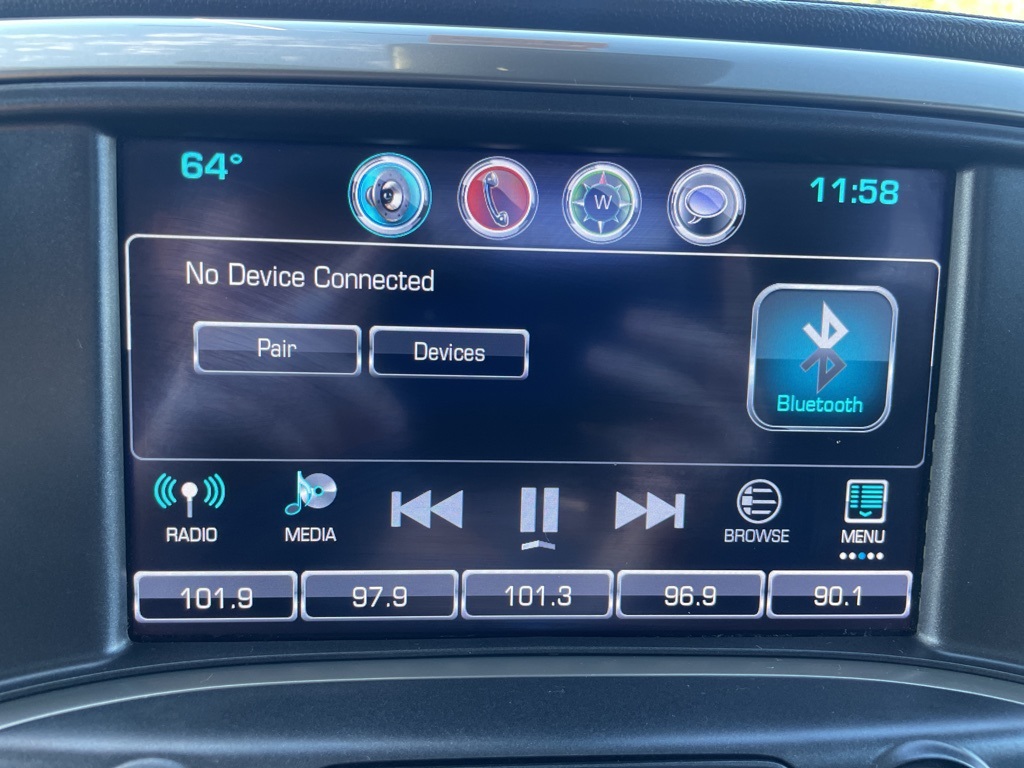 64° W 11:58
No Device Connected
Pair Devices
Bluetooth
RADIO MEDIA BROWSE MENU
101.9 97.9 101.3 96.9 90.1